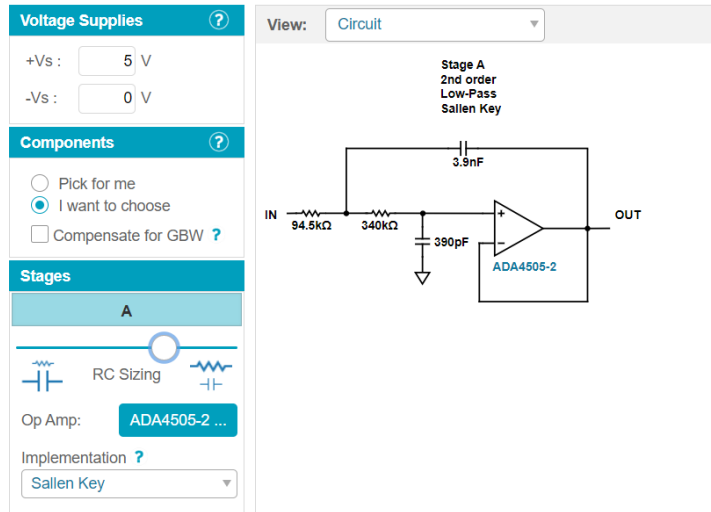 Voltage Supplies ?
+Vs : 5 V
-Vs : 0 V
Components ?
Pick for me
I want to choose
Compensate for GBW ?
Stages
A
RC Sizing
Op Amp: ADA4505-2 ...
Implementation ?
Sallen Key
View: Circuit
Stage A
2nd order
Low-Pass
Sallen Key
3.9nF
IN
94.5kΩ
340kΩ
390pF
+
−
ADA4505-2
OUT